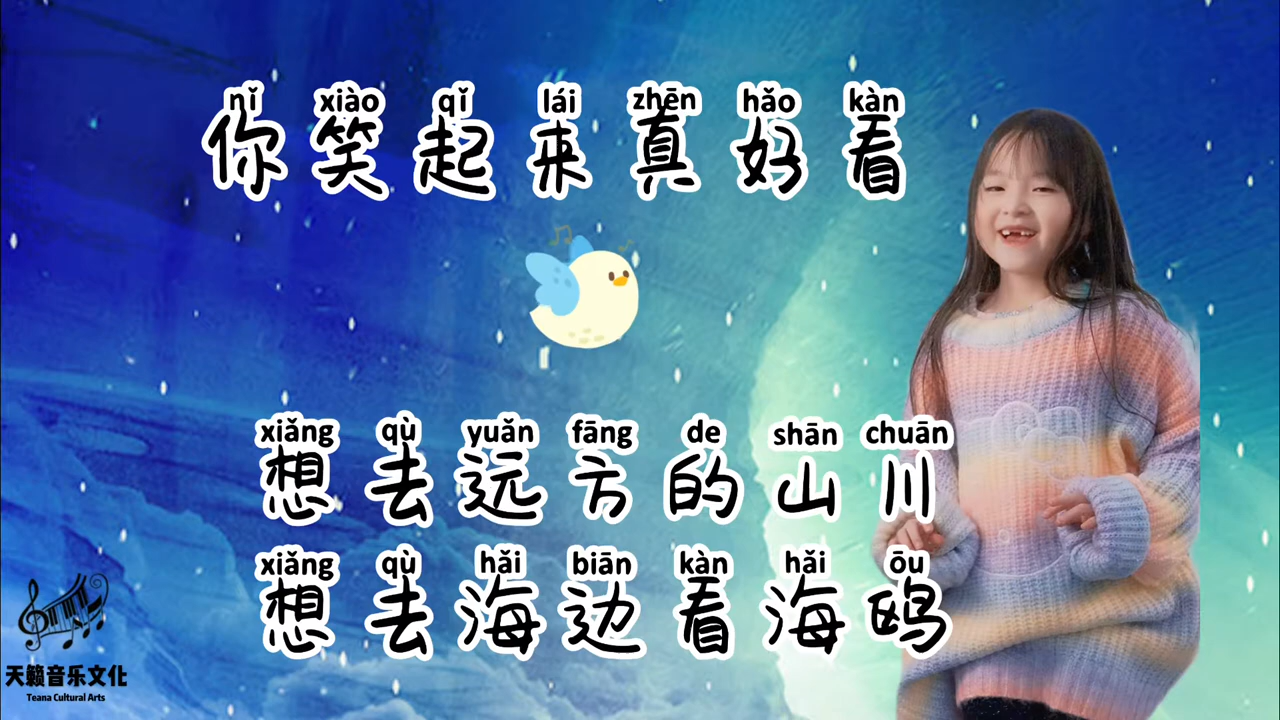 nǐ xiào qǐ lái zhēn hǎo kàn
你笑起来真好看
xiǎng qù yuǎn fāng de shān chuān
想去远方的山川
xiǎng qù hǎi biān kàn hǎi ōu
想去海边看海鸥
天籁音乐文化
Teana Cultural Arts